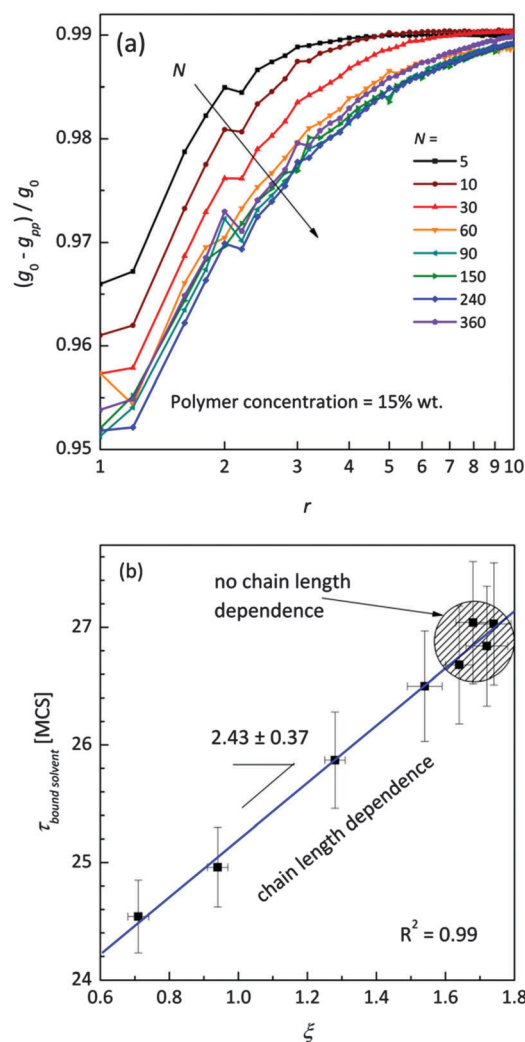 (a)
0.99
0.98
0.97
0.96
0.95
(g0 - gpp) / g0
N
N =
5
10
30
60
90
150
240
360
Polymer concentration = 15% wt.
1 2 3 4 5 6 7 8 9 10
r
(b)
no chain length
dependence
27
26
25
24
τbound solvent [MCS]
2.43 ± 0.37
chain length dependence
R² = 0.99
0.6 0.8 1.0 1.2 1.4 1.6 1.8
ξ